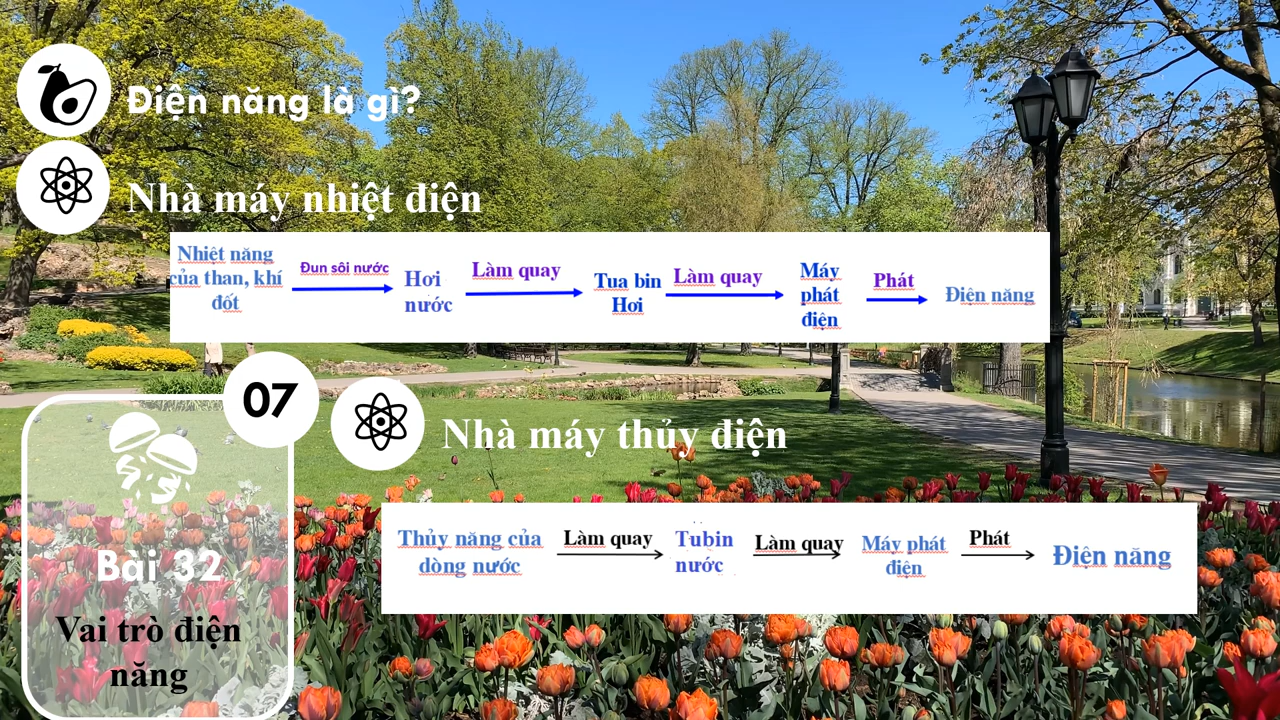 Điện năng là gì?
Nhà máy nhiệt điện
Nhiệt năng
của than, khí
đốt
Đun sôi nước
Hơi
nước
Làm quay
Tua bin
Hơi
Làm quay
Máy
phát
điện
Phát
Điện năng
07
Nhà máy thủy điện
Thủy năng của
dòng nước
Làm quay
Tubin
nước
Làm quay
Máy phát
điện
Phát
Điện năng
Bài 32
Vai trò điện
năng